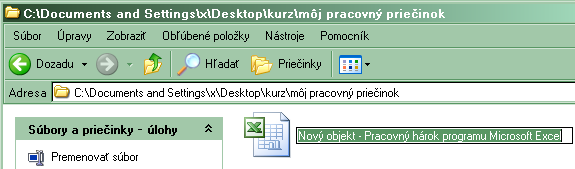 C:\Documents and Settings\x\Desktop\kurz\môj pracovný priečinok
Súbor Úpravy Zobraziť Obľúbené položky Nástroje Pomocník
Dozadu Hľadať Priečinky
Adresa C:\Documents and Settings\x\Desktop\kurz\môj pracovný priečinok
Súbory a priečinky - úlohy
Nový objekt - Pracovný hárok programu Microsoft Excel
Premenovať súbor